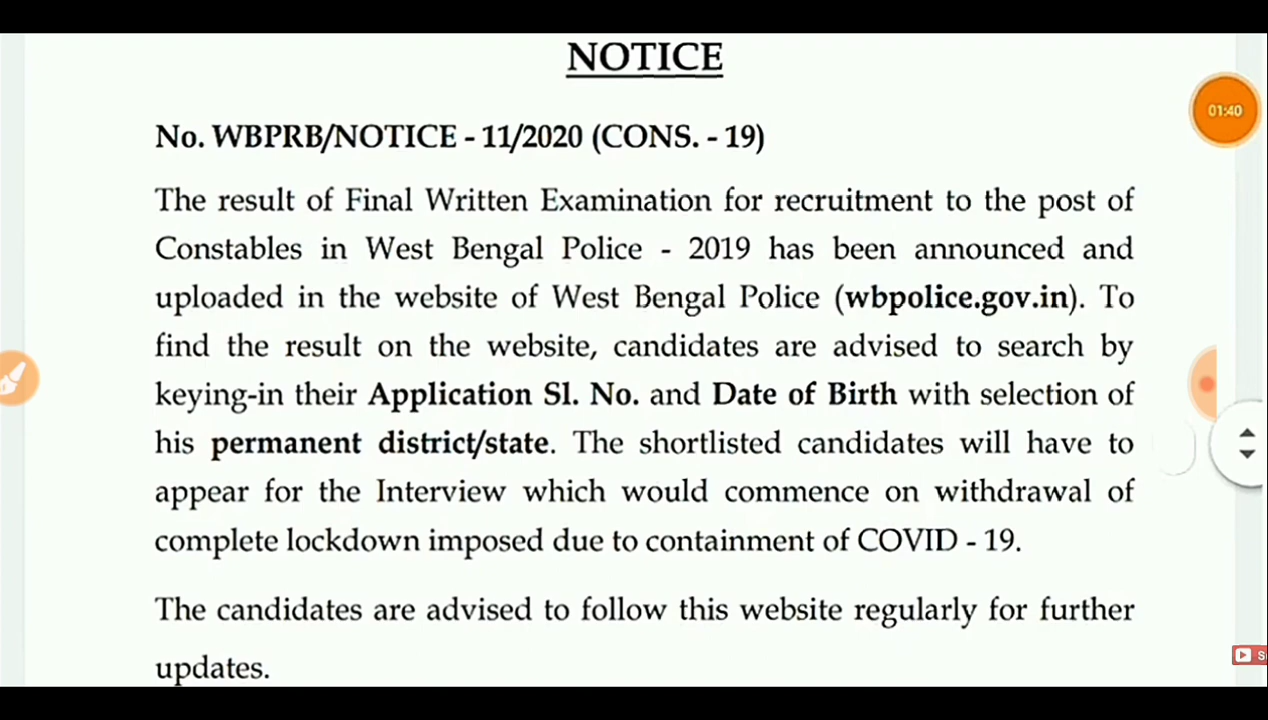 NOTICE
No. WBPRB/NOTICE - 11/2020 (CONS. - 19)
01:40
The result of Final Written Examination for recruitment to the post of
Constables in West Bengal Police - 2019 has been announced and
uploaded in the website of West Bengal Police (wbpolice.gov.in). To
find the result on the website, candidates are advised to search by
keying-in their Application Sl. No. and Date of Birth with selection of
his permanent district/state. The shortlisted candidates will have to
appear for the Interview which would commence on withdrawal of
complete lockdown imposed due to containment of COVID - 19.
The candidates are advised to follow this website regularly for further
updates.